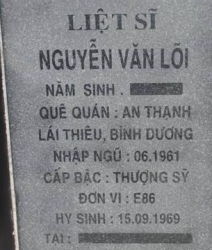 LIỆT SĨ
NGUYỄN VĂN LÕI
NĂM SINH :
QUÊ QUÁN : AN THẠNH
LÁI THIÊU, BÌNH DƯƠNG
NHẬP NGŨ : 06.1961
CẤP BẬC : THƯỢNG SỸ
ĐƠN VỊ : E86
HY SINH : 15.09.1969
TẠI :